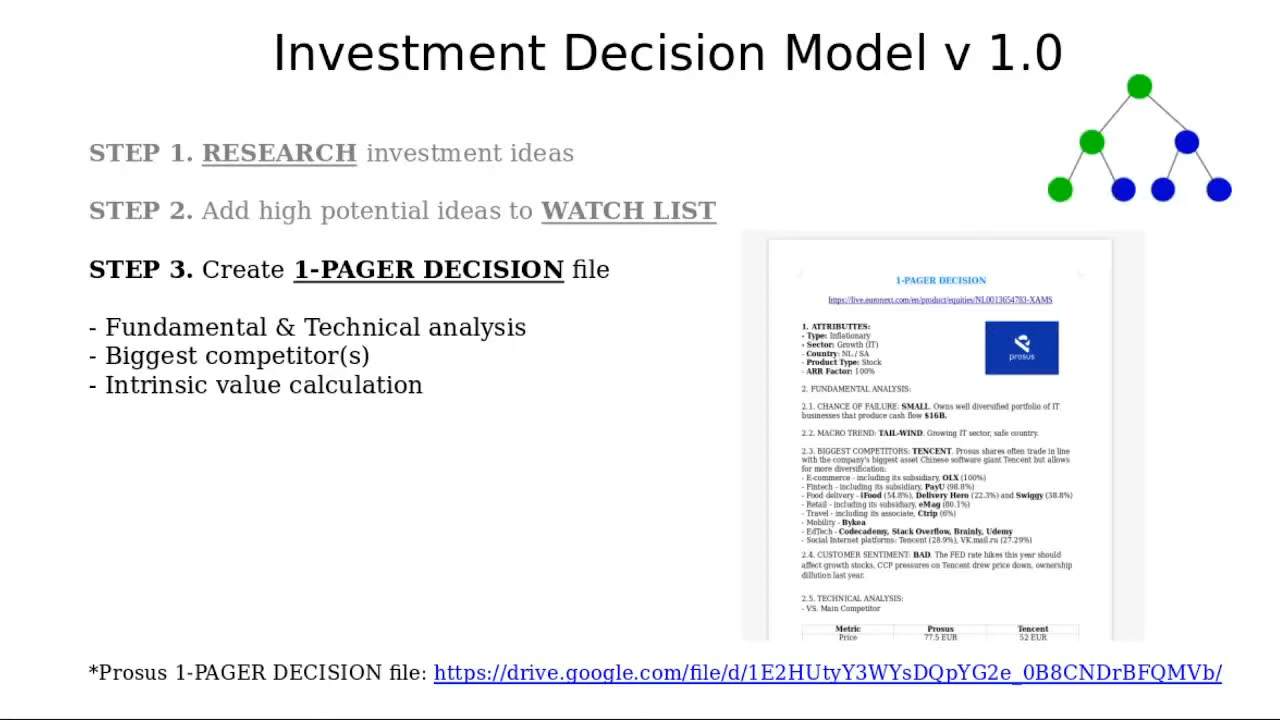 Investment Decision Model v 1.0
STEP 1. RESEARCH investment ideas
STEP 2. Add high potential ideas to WATCH LIST
STEP 3. Create 1-PAGER DECISION file
- Fundamental & Technical analysis
- Biggest competitor(s)
- Intrinsic value calculation
1-PAGER DECISION
https://live.euronext.com/en/product/equities/NL0013654783-XAMS
1. ATTRIBUTTES:
- Type: Inflationary
- Sector: Growth (IT)
- Country: NL / SA
- Product Type: Stock
- ARR Factor: 100%
prosus
2. FUNDAMENTAL ANALYSIS:
2.1. CHANCE OF FAILURE: SMALL. Owns well diversified portfolio of IT
businesses that produce cash flow $16B.
2.2. MACRO TREND: TAIL-WIND. Growing IT sector, safe country.
2.3. BIGGEST COMPETITORS: TENCENT. Prosus shares often trade in line
with the company's biggest asset Chinese software giant Tencent but allows
for more diversification:
- E-commerce - including its subsidiary, OLX (100%)
- Fintech - including its subsidiary, PayU (98.8%)
- Food delivery - iFood (54.8%), Delivery Hero (22.3%) and Swiggy (38.8%)
- Retail - including its subsidiary, eMag (80.1%)
- Travel - including its associate, Ctrip (6%)
- Mobility - Bykea
- EdTech - Codecademy, Stack Overflow, Brainly, Udemy
- Social Internet platforms: Tencent (28.9%), VK.mail.ru (27.29%)
2.4. CUSTOMER SENTIMENT: BAD. The FED rate hikes this year should
affect growth stocks, CCP pressures on Tencent drew price down, ownership
dillution last year.
2.5. TECHNICAL ANALYSIS:
- VS. Main Competitor
Metric Prosus Tencent
Price 77.5 EUR 52 EUR
*Prosus 1-PAGER DECISION file: https://drive.google.com/file/d/1E2HUtyY3WYsDQpYG2e_0B8CNDrBFQMVb/